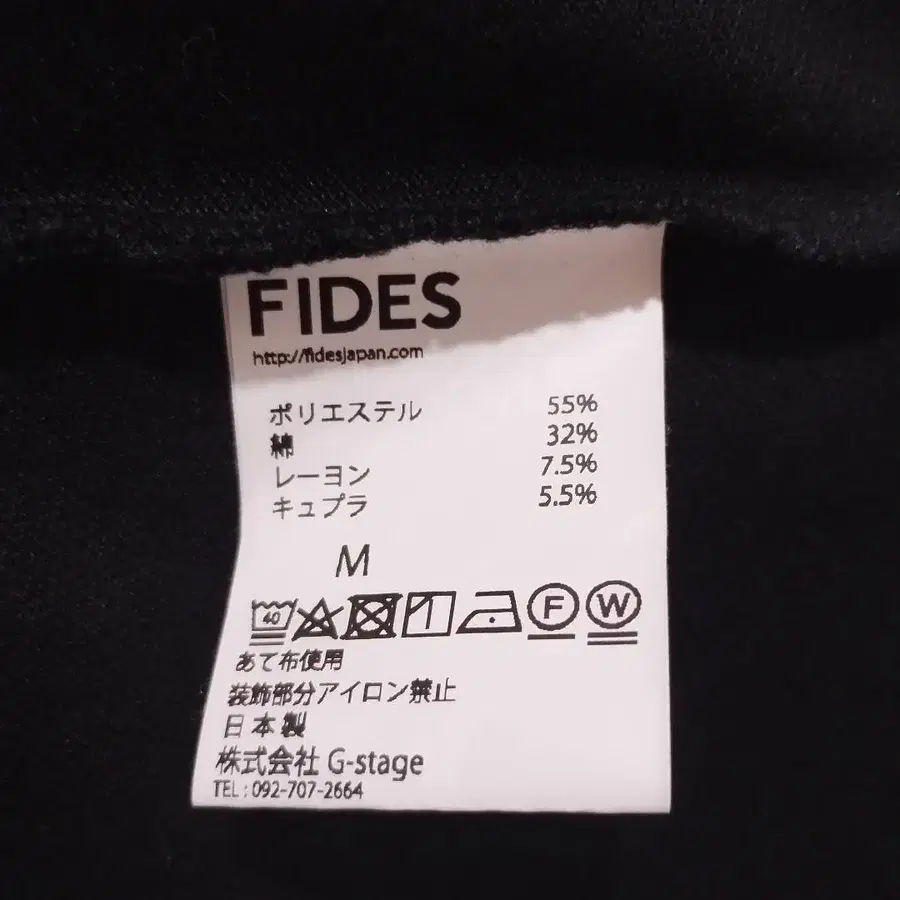 FIDES
http://fidesjapan.com
ポリエステル 55%
綿 32%
レーヨン 7.5%
キュプラ 5.5%
M
40 F W
あて布使用
装飾部分アイロン禁止
日本製
株式会社 G-stage
TEL : 092-707-2664